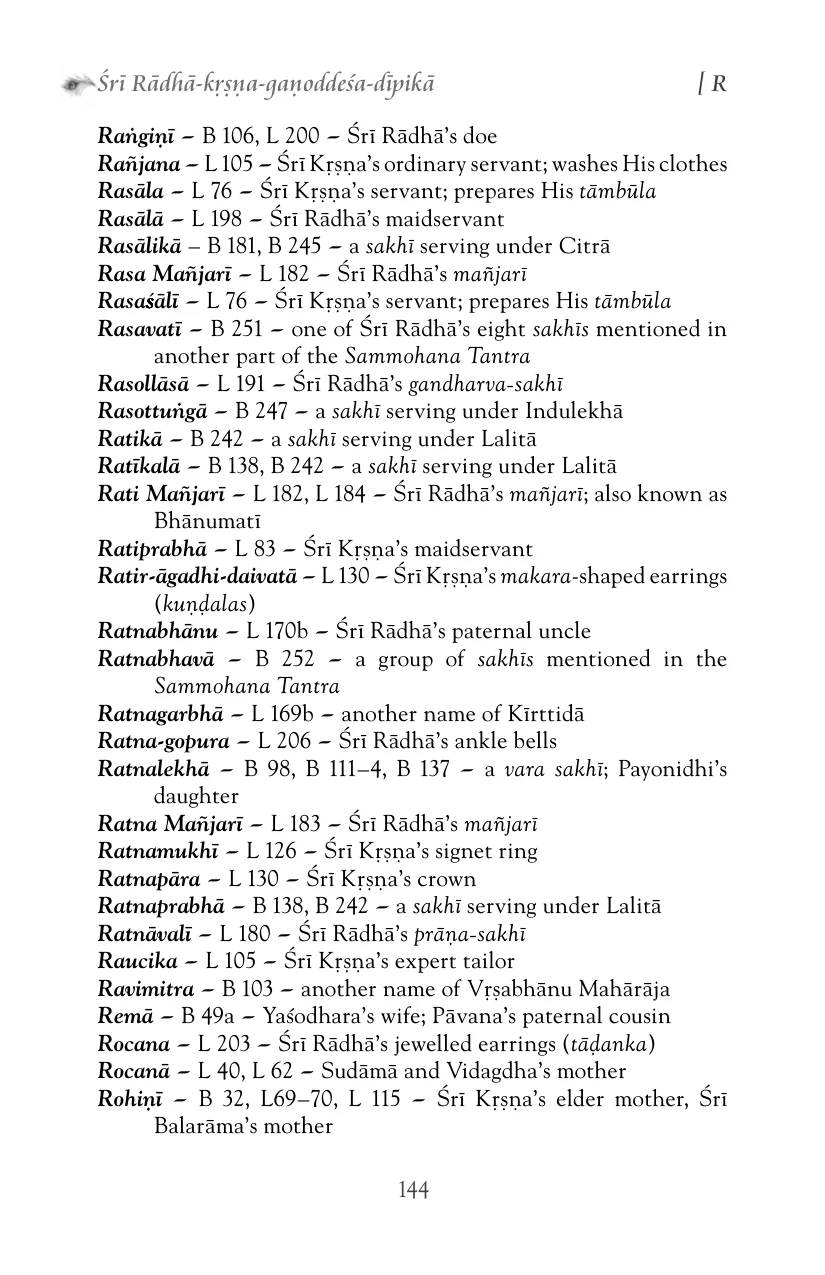 Śrī Rādhā-kṛṣṇa-gaṇoddeśa-dīpikā [ R
Raṅgiṇī – B 106, L 200 – Śrī Rādhā’s doe
Rañjana – L 105 – Śrī Kṛṣṇa’s ordinary servant; washes His clothes
Rasāla – L 76 – Śrī Kṛṣṇa’s servant; prepares His tāmbūla
Rasālā – L 198 – Śrī Rādhā’s maidservant
Rasālikā – B 181, B 245 – a sakhī serving under Citrā
Rasa Mañjarī – L 182 – Śrī Rādhā’s mañjarī
Rasaśālī – L 76 – Śrī Kṛṣṇa’s servant; prepares His tāmbūla
Rasavatī – B 251 – one of Śrī Rādhā’s eight sakhīs mentioned in
another part of the Sammohana Tantra
Rasollāsā – L 191 – Śrī Rādhā’s gandharva-sakhī
Rasottuṅgā – B 247 – a sakhī serving under Indulekhā
Ratikā – B 242 – a sakhī serving under Lalitā
Ratīkalā – B 138, B 242 – a sakhī serving under Lalitā
Rati Mañjarī – L 182, L 184 – Śrī Rādhā’s mañjarī; also known as
Bhānumatī
Ratiprabhā – L 83 – Śrī Kṛṣṇa’s maidservant
Ratir-āgadhi-daivatā – L 130 – Śrī Kṛṣṇa’s makara-shaped earrings
(kuṇḍalas)
Ratnabhānu – L 170b – Śrī Rādhā’s paternal uncle
Ratnabhavā – B 252 – a group of sakhīs mentioned in the
Sammohana Tantra
Ratnagarbhā – L 169b – another name of Kīrttidā
Ratna-gopura – L 206 – Śrī Rādhā’s ankle bells
Ratnalekhā – B 98, B 111–4, B 137 – a vara sakhī; Payonidhi’s
daughter
Ratna Mañjarī – L 183 – Śrī Rādhā’s mañjarī
Ratnamukhī – L 126 – Śrī Kṛṣṇa’s signet ring
Ratnapāra – L 130 – Śrī Kṛṣṇa’s crown
Ratnaprabhā – B 138, B 242 – a sakhī serving under Lalitā
Ratnāvalī – L 180 – Śrī Rādhā’s prāṇa-sakhī
Raucika – L 105 – Śrī Kṛṣṇa’s expert tailor
Ravimitra – B 103 – another name of Vṛṣabhānu Mahārāja
Remā – B 49a – Yaśodhara’s wife; Pāvana’s paternal cousin
Rocana – L 203 – Śrī Rādhā’s jewelled earrings (tāḍanka)
Rocanā – L 40, L 62 – Sudāmā and Vidagdha’s mother
Rohiṇī – B 32, L69–70, L 115 – Śrī Kṛṣṇa’s elder mother, Śrī
Balarāma’s mother
144